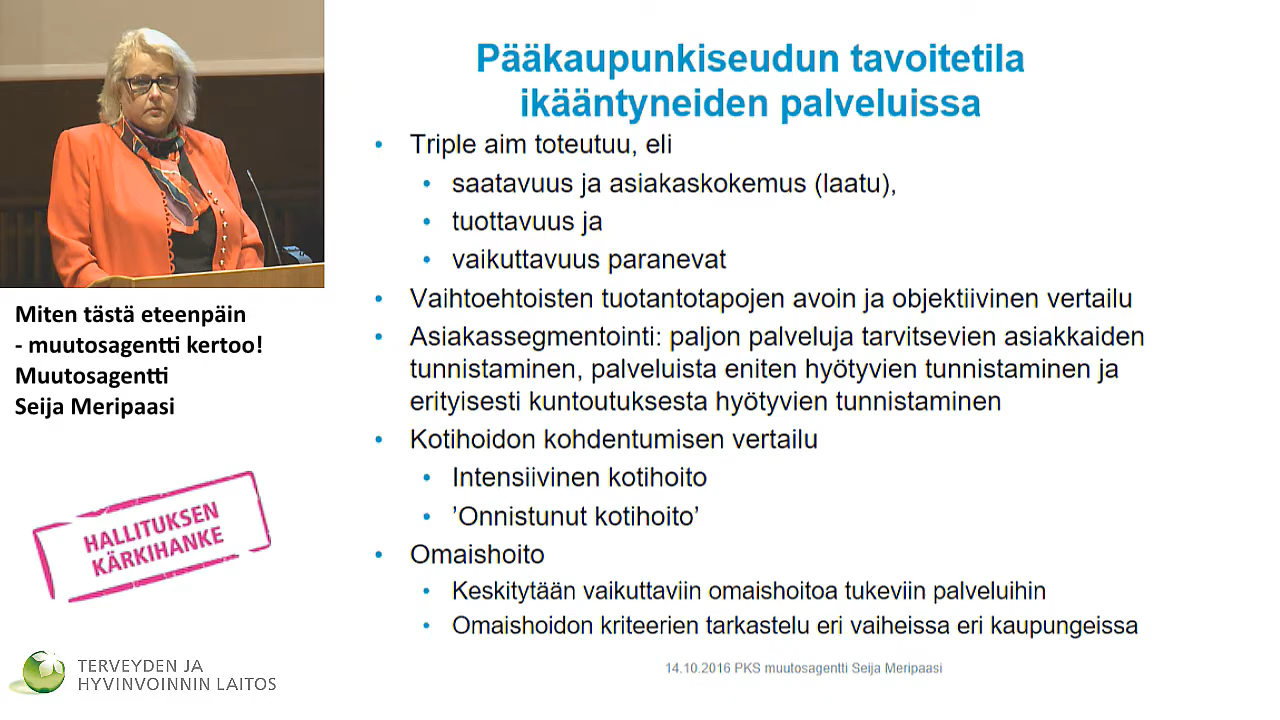 Pääkaupunkiseudun tavoitetila
ikääntyneiden palveluissa
• Triple aim toteutuu, eli
• saatavuus ja asiakaskokemus (laatu),
• tuottavuus ja
• vaikuttavuus paranevat
• Vaihtoehtoisten tuotantotapojen avoin ja objektiivinen vertailu
• Asiakassegmentointi: paljon palveluja tarvitsevien asiakkaiden
tunnistaminen, palveluista eniten hyötyvien tunnistaminen ja
erityisesti kuntoutuksesta hyötyvien tunnistaminen
• Kotihoidon kohdentumisen vertailu
• Intensiivinen kotihoito
• ’Onnistunut kotihoito’
• Omaishoito
• Keskitytään vaikuttaviin omaishoitoa tukeviin palveluihin
• Omaishoidon kriteerien tarkastelu eri vaiheissa eri kaupungeissa
14.10.2016 PKS muutosagentti Seija Meripaasi
Miten tästä eteenpäin
- muutosagentti kertoo!
Muutosagentti
Seija Meripaasi
HALLITUKSEN
KÄRKIHANKE
TERVEYDEN JA
HYVINVOINNIN LAITOS